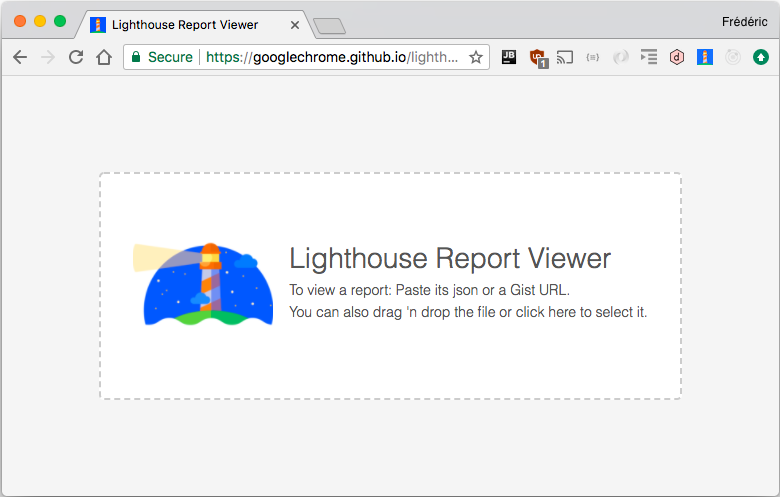 Lighthouse Report Viewer
Frédéric
Secure
https://googlechrome.github.io/lighth...
JB
1
d
Lighthouse Report Viewer
To view a report: Paste its json or a Gist URL.
You can also drag 'n drop the file or click here to select it.